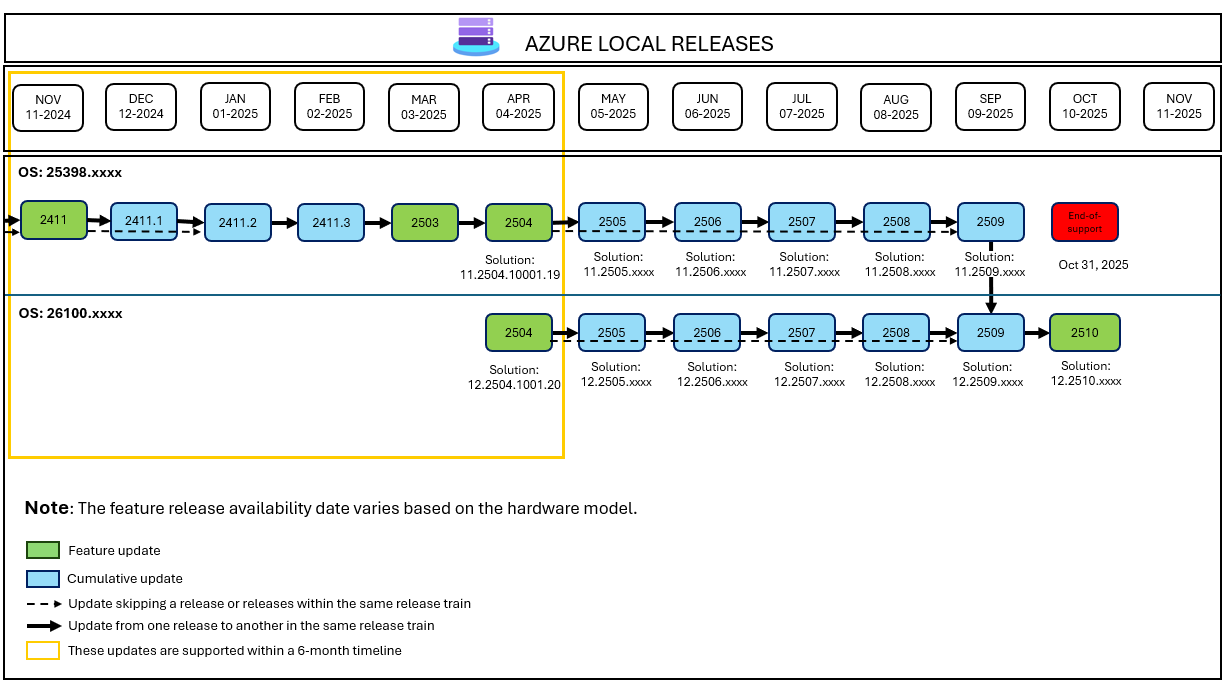 AZURE LOCAL RELEASES
NOV
11-2024
DEC
12-2024
JAN
01-2025
FEB
02-2025
MAR
03-2025
APR
04-2025
MAY
05-2025
JUN
06-2025
JUL
07-2025
AUG
08-2025
SEP
09-2025
OCT
10-2025
NOV
11-2025
OS: 25398.xxxx
2411
2411.1
2411.2
2411.3
2503
2504
2505
2506
2507
2508
2509
End-of-
support
Solution:
11.2504.10001.19
Solution:
11.2505.xxxx
Solution:
11.2506.xxxx
Solution:
11.2507.xxxx
Solution:
11.2508.xxxx
Solution:
11.2509.xxxx
Oct 31, 2025
OS: 26100.xxxx
2504
2505
2506
2507
2508
2509
2510
Solution:
12.2504.1001.20
Solution:
12.2505.xxxx
Solution:
12.2506.xxxx
Solution:
12.2507.xxxx
Solution:
12.2508.xxxx
Solution:
12.2509.xxxx
Solution:
12.2510.xxxx
Note: The feature release availability date varies based on the hardware model.
Feature update
Cumulative update
Update skipping a release or releases within the same release train
Update from one release to another in the same release train
These updates are supported within a 6-month timeline